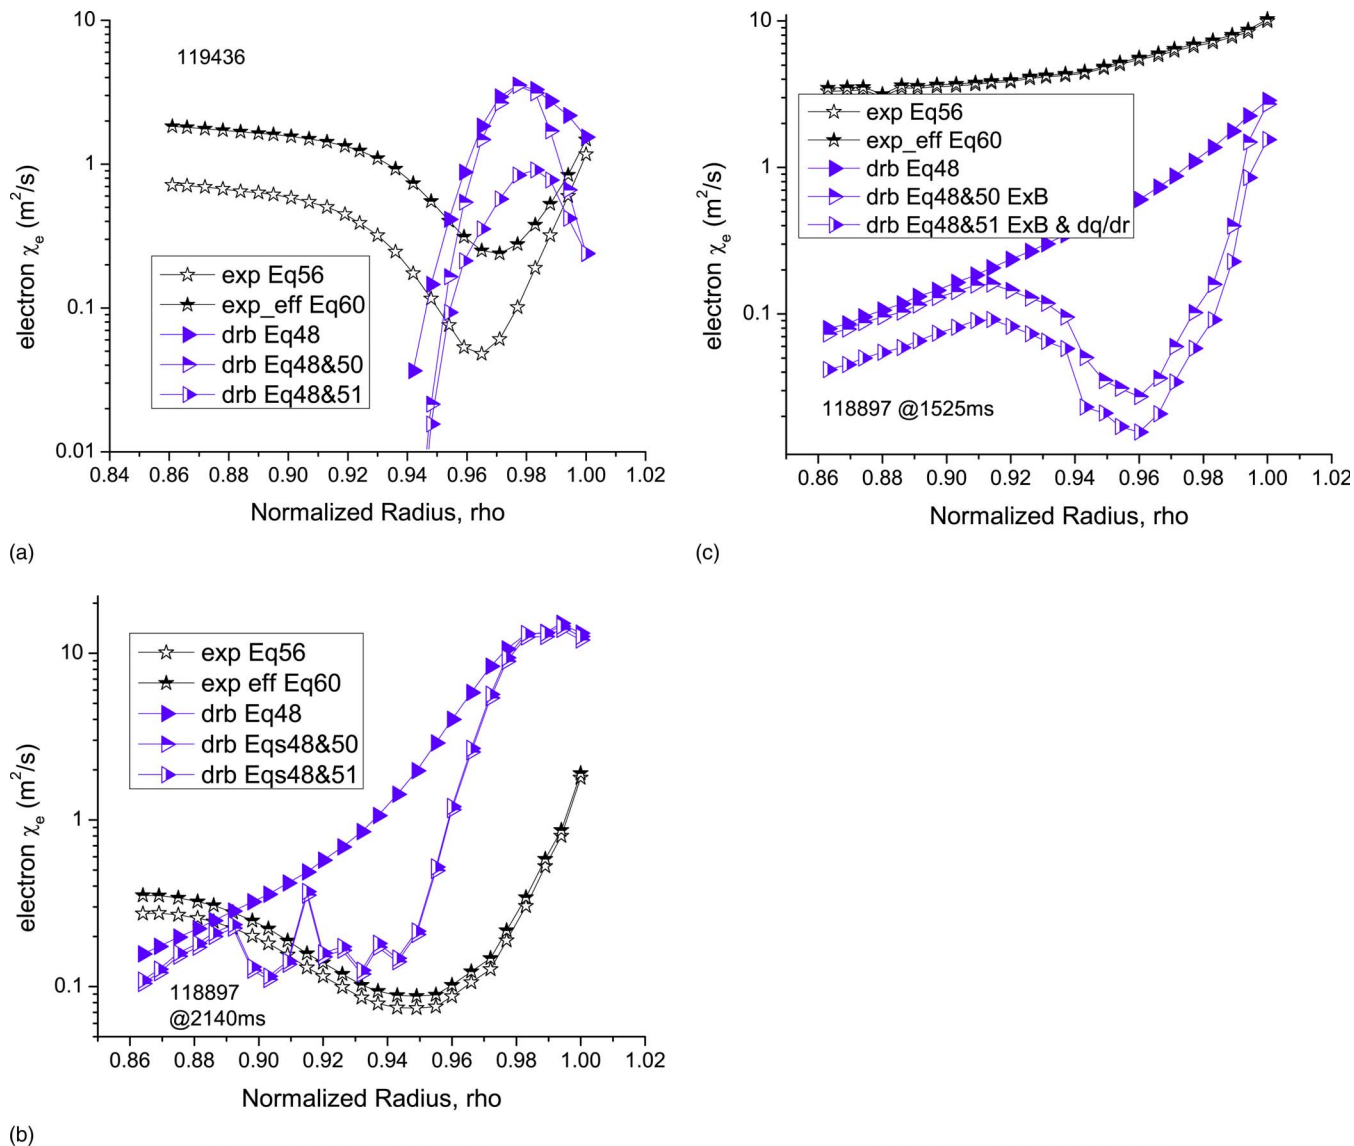 10
1
0.1
0.01
electron χe (m²/s)
119436
exp Eq56
exp_eff Eq60
drb Eq48
drb Eq48&50
drb Eq48&51
0.84 0.86 0.88 0.90 0.92 0.94 0.96 0.98 1.00 1.02
Normalized Radius, rho
(a)
10
1
0.1
electron χe (m²/s)
exp Eq56
exp_eff Eq60
drb Eq48
drb Eq48&50 ExB
drb Eq48&51 ExB & dq/dr
118897 @1525ms
0.86 0.88 0.90 0.92 0.94 0.96 0.98 1.00 1.02
Normalized Radius, rho
(c)
10
1
0.1
electron χe (m²/s)
exp Eq56
exp eff Eq60
drb Eq48
drb Eqs48&50
drb Eqs48&51
118897
@2140ms
0.86 0.88 0.90 0.92 0.94 0.96 0.98 1.00 1.02
Normalized Radius, rho
(b)